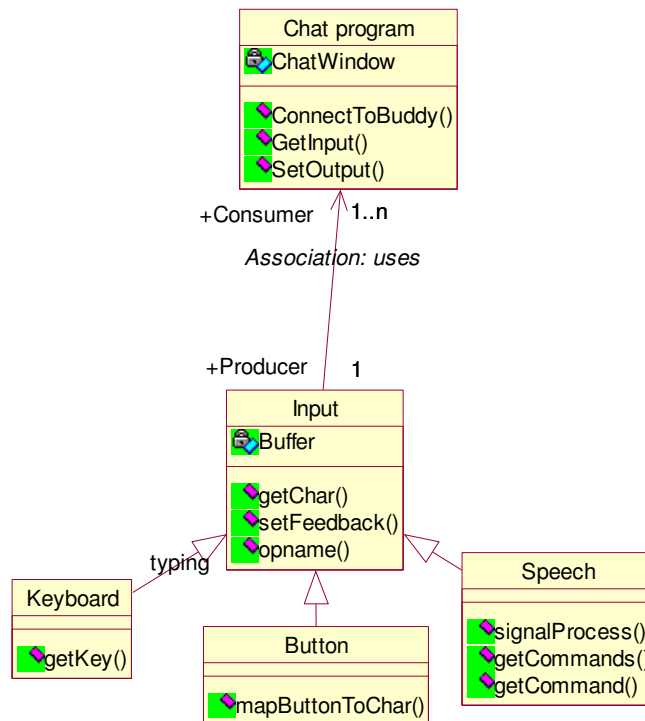 Chat program
ChatWindow
ConnectToBuddy()
GetInput()
SetOutput()
+Consumer 1..n
Association: uses
+Producer 1
Input
Buffer
getChar()
setFeedback()
opname()
typing
Keyboard
getKey()
Button
mapButtonToChar()
Speech
signalProcess()
getCommands()
getCommand()